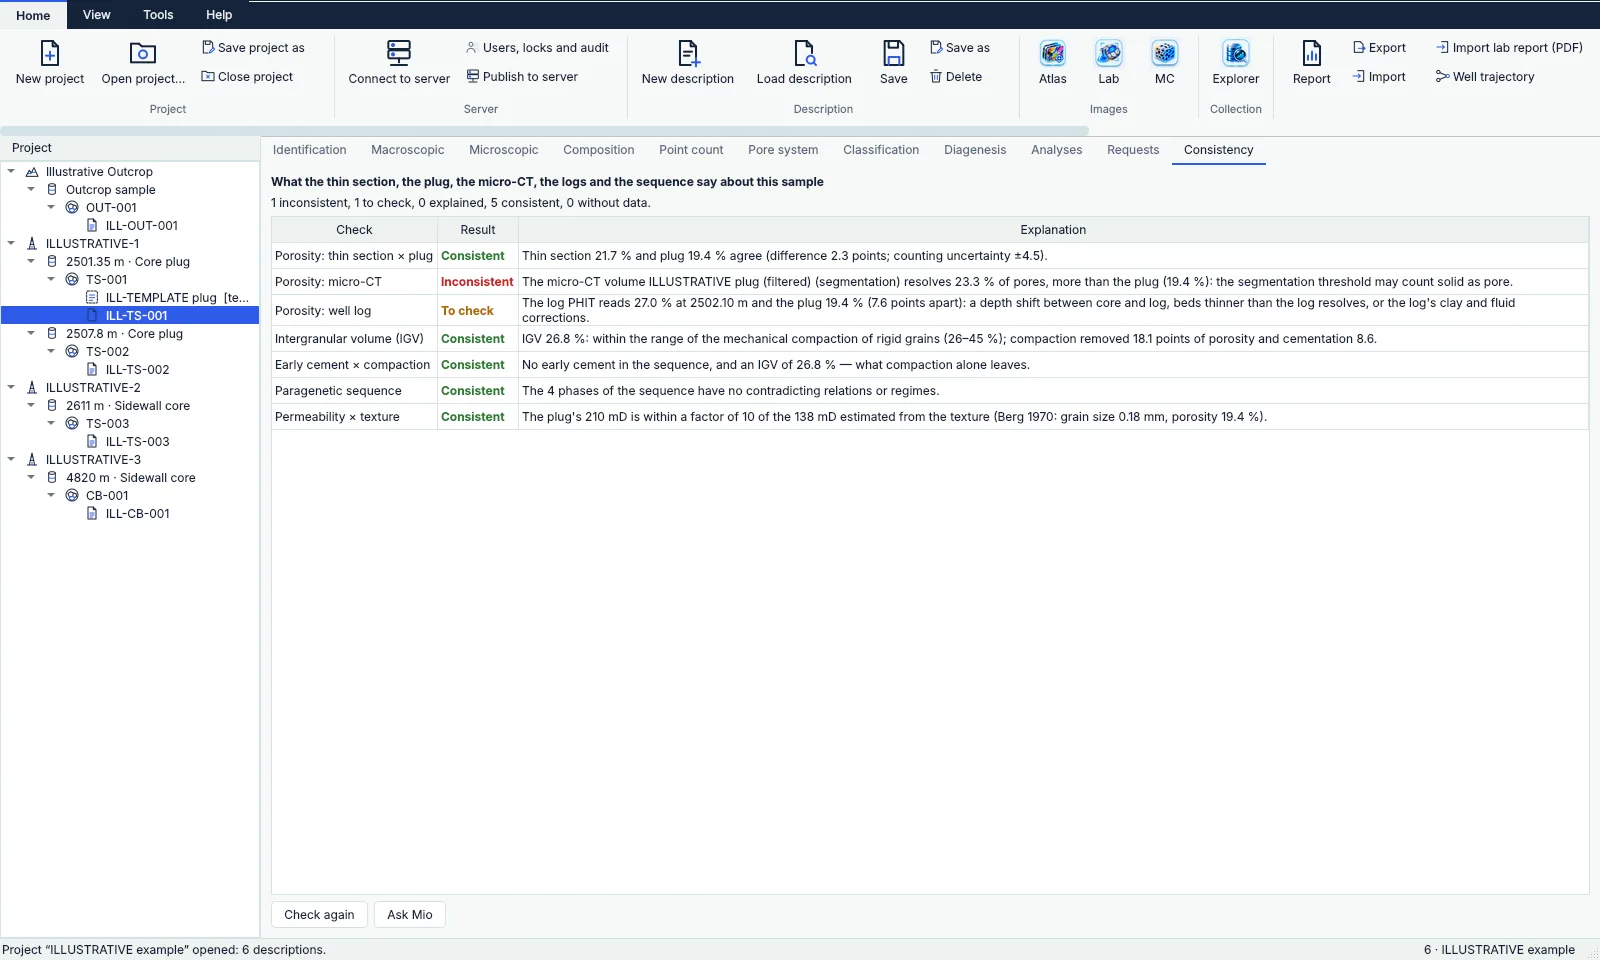 Home View Tools Help
New project Open project... Save project as Close project
Project
Connect to server Users, locks and audit Publish to server
Server
New description Load description Save Save as Delete
Description
Atlas Lab MC
Images
Explorer
Collection
Report Export Import Import lab report (PDF) Well trajectory
Project
Illustrative Outcrop
Outcrop sample
OUT-001
ILL-OUT-001
ILLUSTRATIVE-1
2501.35 m · Core plug
TS-001
ILL-TEMPLATE plug [te...
ILL-TS-001
2507.8 m · Core plug
TS-002
ILL-TS-002
ILLUSTRATIVE-2
2611 m · Sidewall core
TS-003
ILL-TS-003
ILLUSTRATIVE-3
4820 m · Sidewall core
CB-001
ILL-CB-001
Identification Macroscopic Microscopic Composition Point count Pore system Classification Diagenesis Analyses Requests Consistency
What the thin section, the plug, the micro-CT, the logs and the sequence say about this sample
1 inconsistent, 1 to check, 0 explained, 5 consistent, 0 without data.
Check Result Explanation
Porosity: thin section × plug Consistent Thin section 21.7 % and plug 19.4 % agree (difference 2.3 points; counting uncertainty ±4.5).
Porosity: micro-CT Inconsistent The micro-CT volume ILLUSTRATIVE plug (filtered) (segmentation) resolves 23.3 % of pores, more than the plug (19.4 %): the segmentation threshold may count solid as pore.
Porosity: well log To check The log PHIT reads 27.0 % at 2502.10 m and the plug 19.4 % (7.6 points apart): a depth shift between core and log, beds thinner than the log resolves, or the log's clay and fluid
corrections.
Intergranular volume (IGV) Consistent IGV 26.8 %: within the range of the mechanical compaction of rigid grains (26–45 %); compaction removed 18.1 points of porosity and cementation 8.6.
Early cement × compaction Consistent No early cement in the sequence, and an IGV of 26.8 % — what compaction alone leaves.
Paragenetic sequence Consistent The 4 phases of the sequence have no contradicting relations or regimes.
Permeability × texture Consistent The plug's 210 mD is within a factor of 10 of the 138 mD estimated from the texture (Berg 1970: grain size 0.18 mm, porosity 19.4 %).
Check again Ask Mio
Project “ILLUSTRATIVE example” opened: 6 descriptions.
6 · ILLUSTRATIVE example